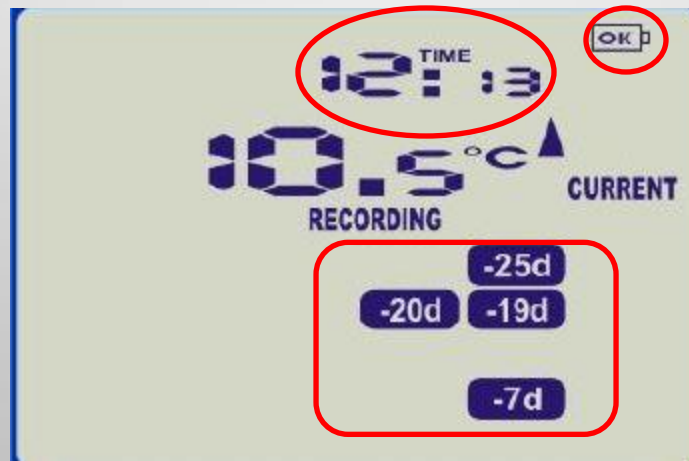 OK
TIME
12:13
10.5°C
CURRENT
RECORDING
-25d
-20d -19d
-7d